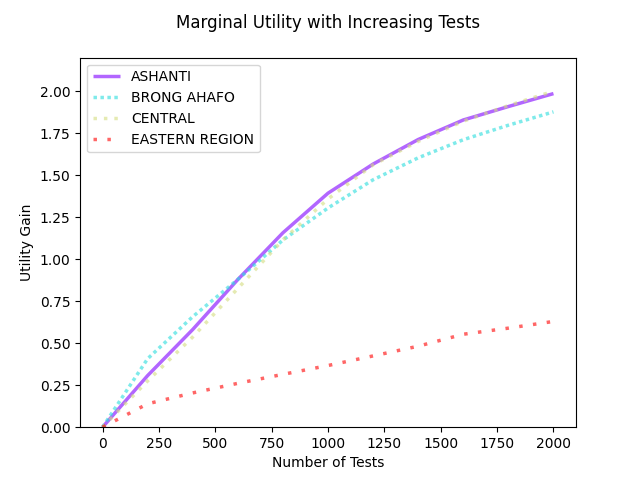 Marginal Utility with Increasing Tests
ASHANTI
BRONG AHAFO
CENTRAL
EASTERN REGION
Utility Gain
2.00
1.75
1.50
1.25
1.00
0.75
0.50
0.25
0.00
0 250 500 750 1000 1250 1500 1750 2000
Number of Tests